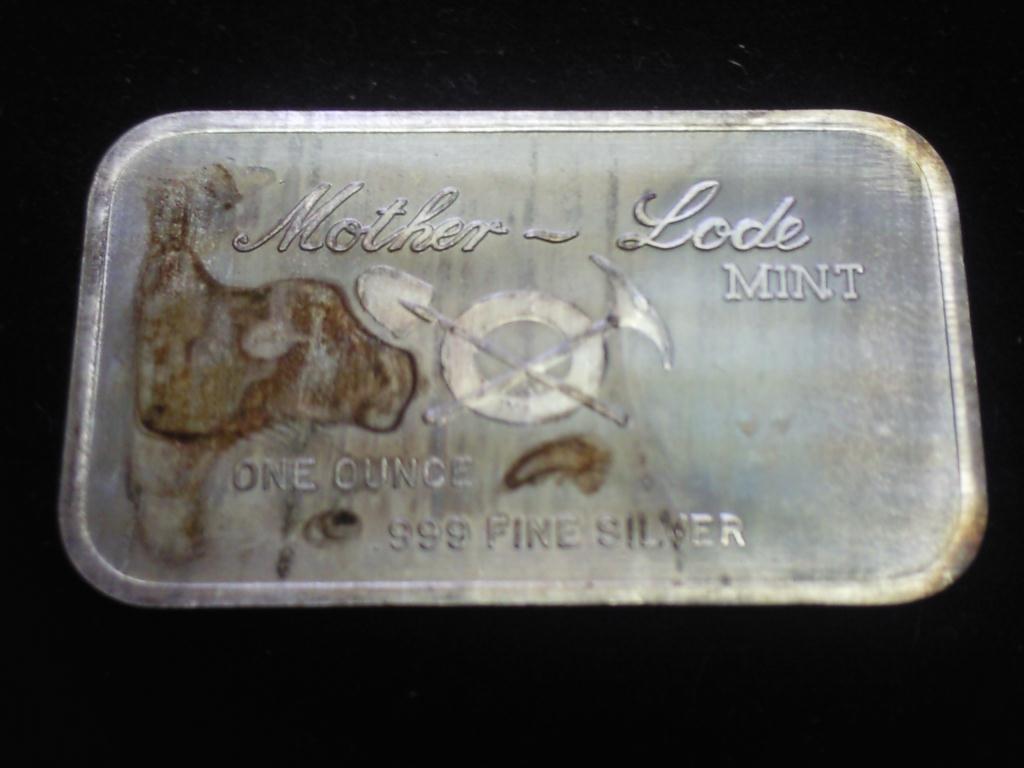 Mother ~ Lode
MINT
ONE OUNCE
999 FINE SILVER